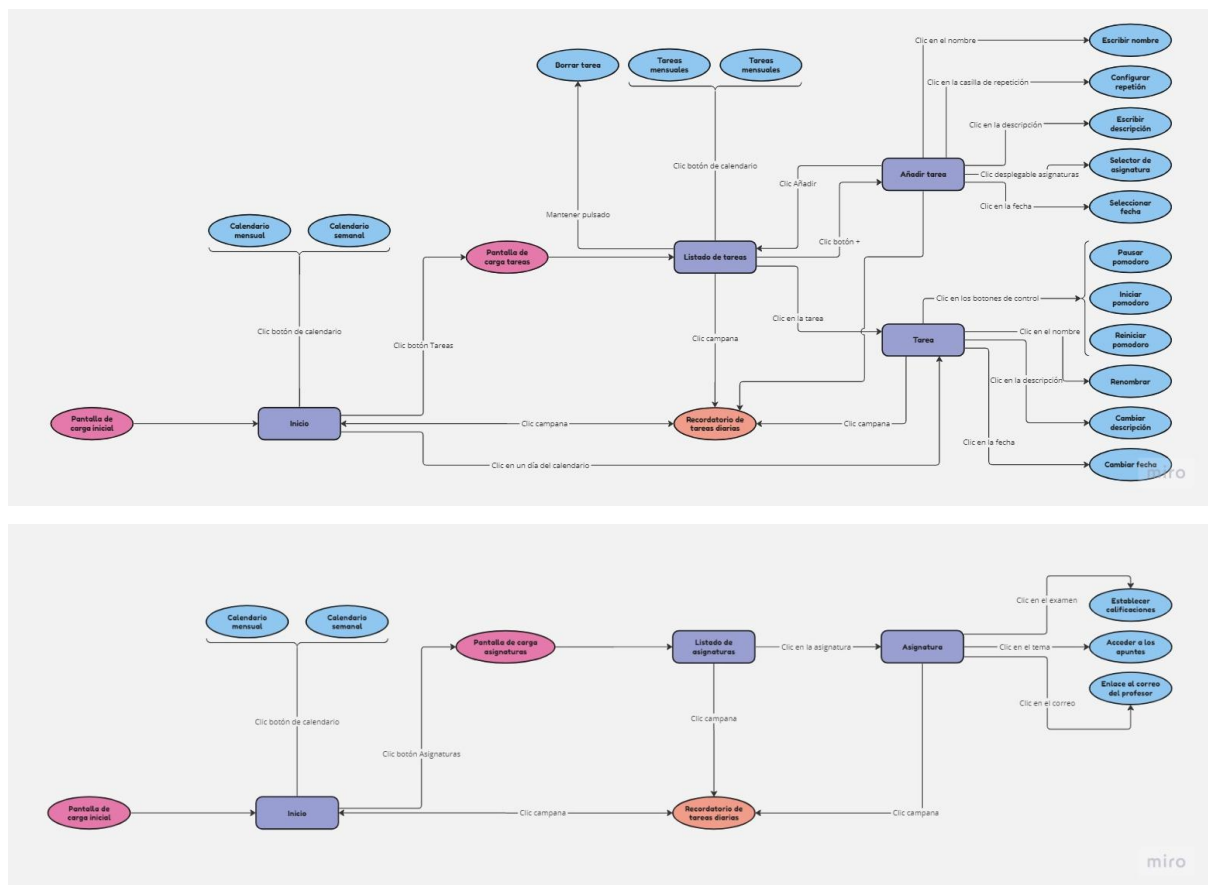 Clic en el nombre
Escribir nombre
Borrar tarea
Tareas
mensuales
Tareas
mensuales
Clic en la casilla de repetición
Configurar
repetión
Clic en la descripción
Escribir
descripción
Clic botón de calendario
Clic Añadir
Añadir tarea
Clic desplegable asignaturas
Selector de
asignatura
Clic en la fecha
Seleccionar
fecha
Mantener pulsado
Calendario
mensual
Calendario
semanal
Clic botón +
Pantalla de
carga tareas
Listado de tareas
Pausar
pomodoro
Clic en los botones de control
Iniciar
pomodoro
Clic botón de calendario
Clic en la tarea
Clic en el nombre
Clic botón Tareas
Clic campana
Tarea
Reiniciar
pomodoro
Clic en la descripción
Renombrar
Pantalla de
carga inicial
Inicio
Clic campana
Recordatorio de
tareas diarias
Clic campana
Cambiar
descripción
Clic en la fecha
Clic en un día del calendario
Cambiar fecha
miro
Calendario
mensual
Calendario
semanal
Clic en el examen
Establecer
calificaciones
Pantalla de carga
asignaturas
Listado de
asignaturas
Clic en la asignatura
Asignatura
Clic en el tema
Acceder a los
apuntes
Enlace al correo
del profesor
Clic en el correo
Clic botón de calendario
Clic campana
Clic botón Asignaturas
Pantalla de
carga inicial
Inicio
Clic campana
Recordatorio de
tareas diarias
Clic campana
miro